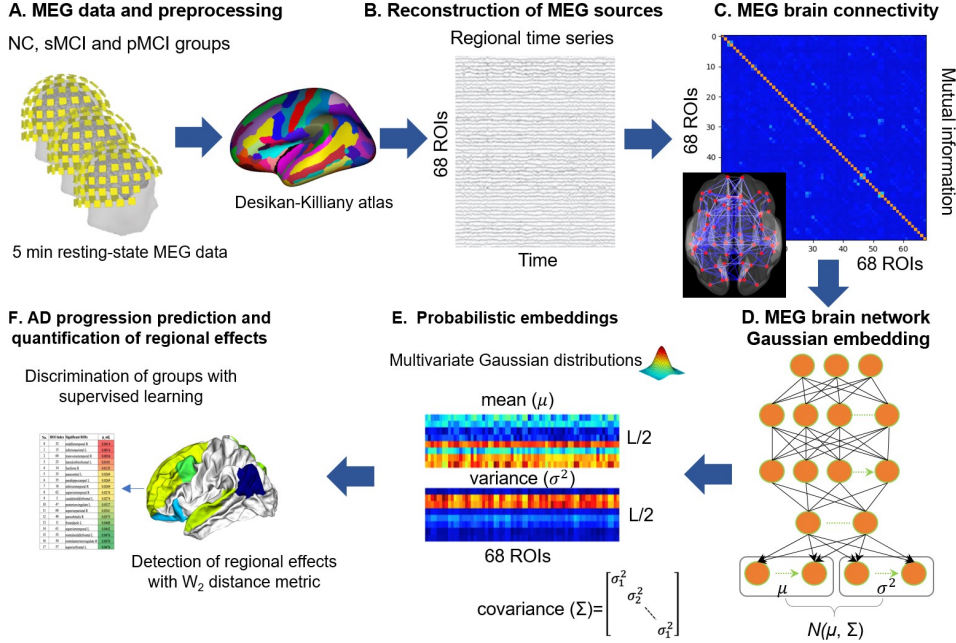 A. MEG data and preprocessing
NC, sMCI and pMCI groups
Desikan-Killiany atlas
5 min resting-state MEG data
B. Reconstruction of MEG sources
Regional time series
68 ROIs
Time
C. MEG brain connectivity
0
10
20
30
40
68 ROIs
Mutual information
30
40
50
60
68 ROIs
D. MEG brain network
Gaussian embedding
μ
σ²
N(μ, Σ)
E. Probabilistic embeddings
Multivariate Gaussian distributions
mean (μ)
L/2
variance (σ²)
L/2
68 ROIs
covariance (Σ)=
σ₁²
σ₂²
σ₁²
F. AD progression prediction and
quantification of regional effects
Discrimination of groups with
supervised learning
Detection of regional effects
with W₂ distance metric